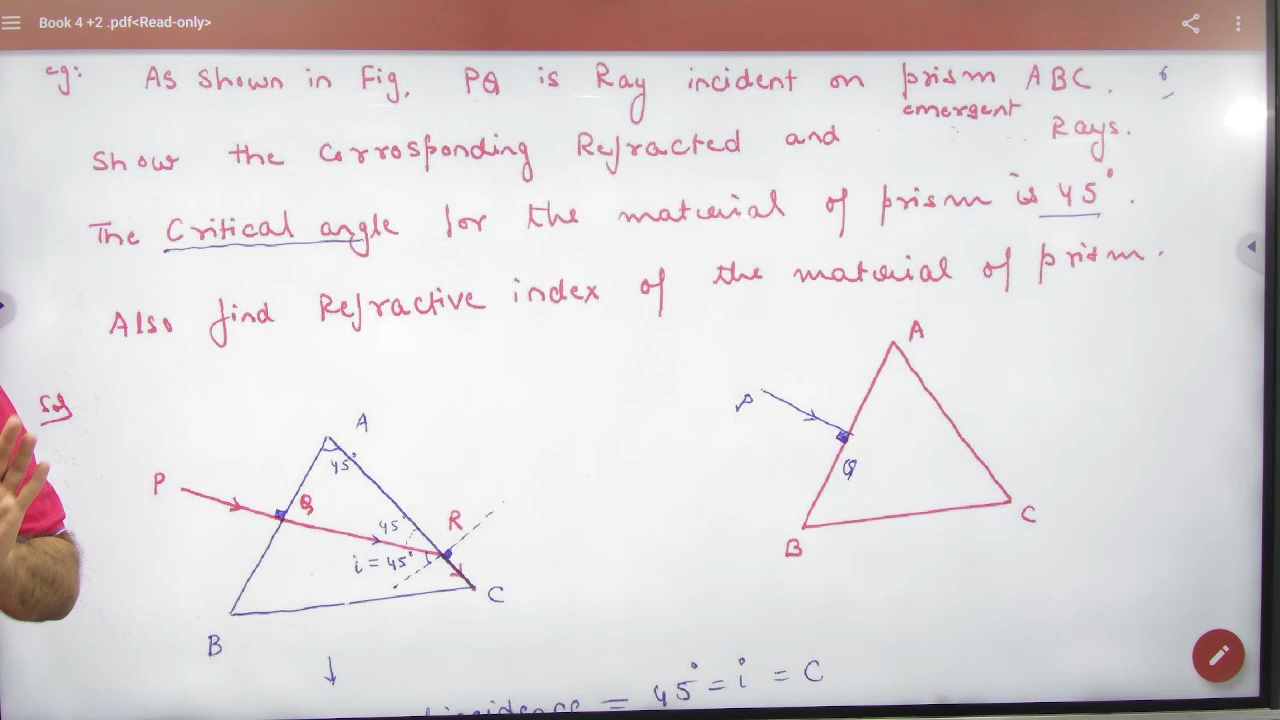 Book 4 +2 .pdf<Read-only>
eg: As shown in Fig, PQ is Ray incident on prism ABC.
Show the Corrosponding Refracted and emergent Rays.
The Critical angle for the material of prism is 45°.
Also find Refractive index of the material of prism.
Sol
A
45°
P
Q
45°
R
i = 45°
C
B
A
P
Q
C
B
incidence = 45° = i = C